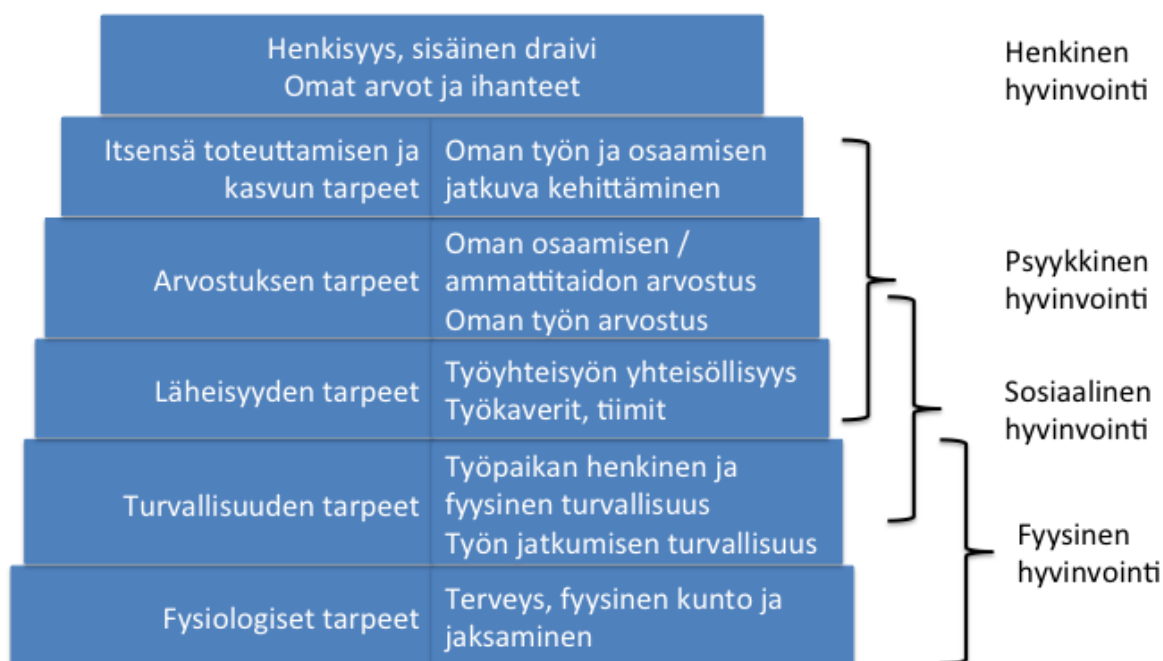 Henkisyys, sisäinen draivi
Omat arvot ja ihanteet
Henkinen
hyvinvointi
Itsensä toteuttamisen ja
kasvun tarpeet
Oman työn ja osaamisen
jatkuva kehittäminen
Arvostuksen tarpeet
Oman osaamisen /
ammattitaidon arvostus
Oman työn arvostus
Psyykkinen
hyvinvointi
Läheisyyden tarpeet
Työyhteisyön yhteisöllisyys
Työkaverit, tiimit
Sosiaalinen
hyvinvointi
Turvallisuuden tarpeet
Työpaikan henkinen ja
fyysinen turvallisuus
Työn jatkumisen turvallisuus
Fyysinen
hyvinvointi
Fysiologiset tarpeet
Terveys, fyysinen kunto ja
jaksaminen